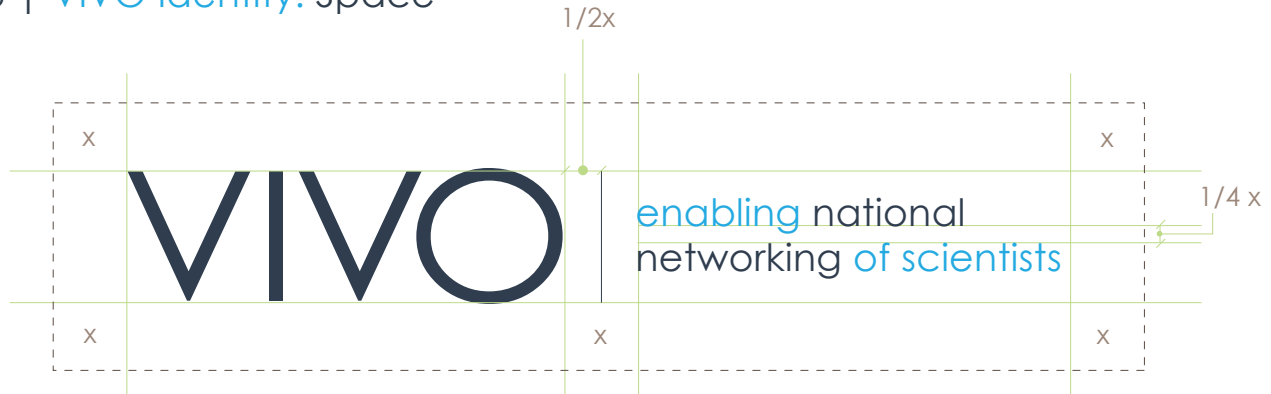 | VIVO identity: space
1/2x
x
x
VIVO
enabling national
networking of scientists
1/4 x
x
x
x